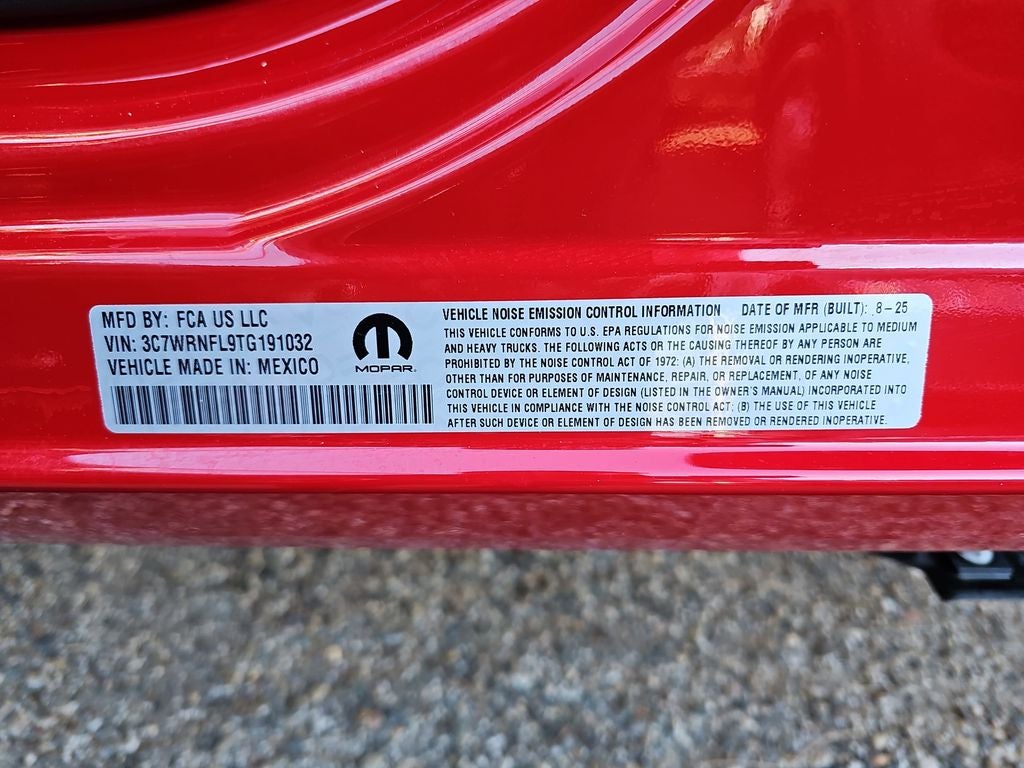 MFD BY: FCA US LLC
VIN: 3C7WRNFL9TG191032
VEHICLE MADE IN: MEXICO
MOPAR®
VEHICLE NOISE EMISSION CONTROL INFORMATION DATE OF MFR (BUILT): 8-25
THIS VEHICLE CONFORMS TO U.S. EPA REGULATIONS FOR NOISE EMISSION APPLICABLE TO MEDIUM
AND HEAVY TRUCKS. THE FOLLOWING ACTS OR THE CAUSING THEREOF BY ANY PERSON ARE
PROHIBITED BY THE NOISE CONTROL ACT OF 1972: (A) THE REMOVAL OR RENDERING INOPERATIVE,
OTHER THAN FOR PURPOSES OF MAINTENANCE, REPAIR, OR REPLACEMENT, OF ANY NOISE
CONTROL DEVICE OR ELEMENT OF DESIGN (LISTED IN THE OWNER'S MANUAL) INCORPORATED INTO
THIS VEHICLE IN COMPLIANCE WITH THE NOISE CONTROL ACT; (B) THE USE OF THIS VEHICLE
AFTER SUCH DEVICE OR ELEMENT OF DESIGN HAS BEEN REMOVED OR RENDERED INOPERATIVE.